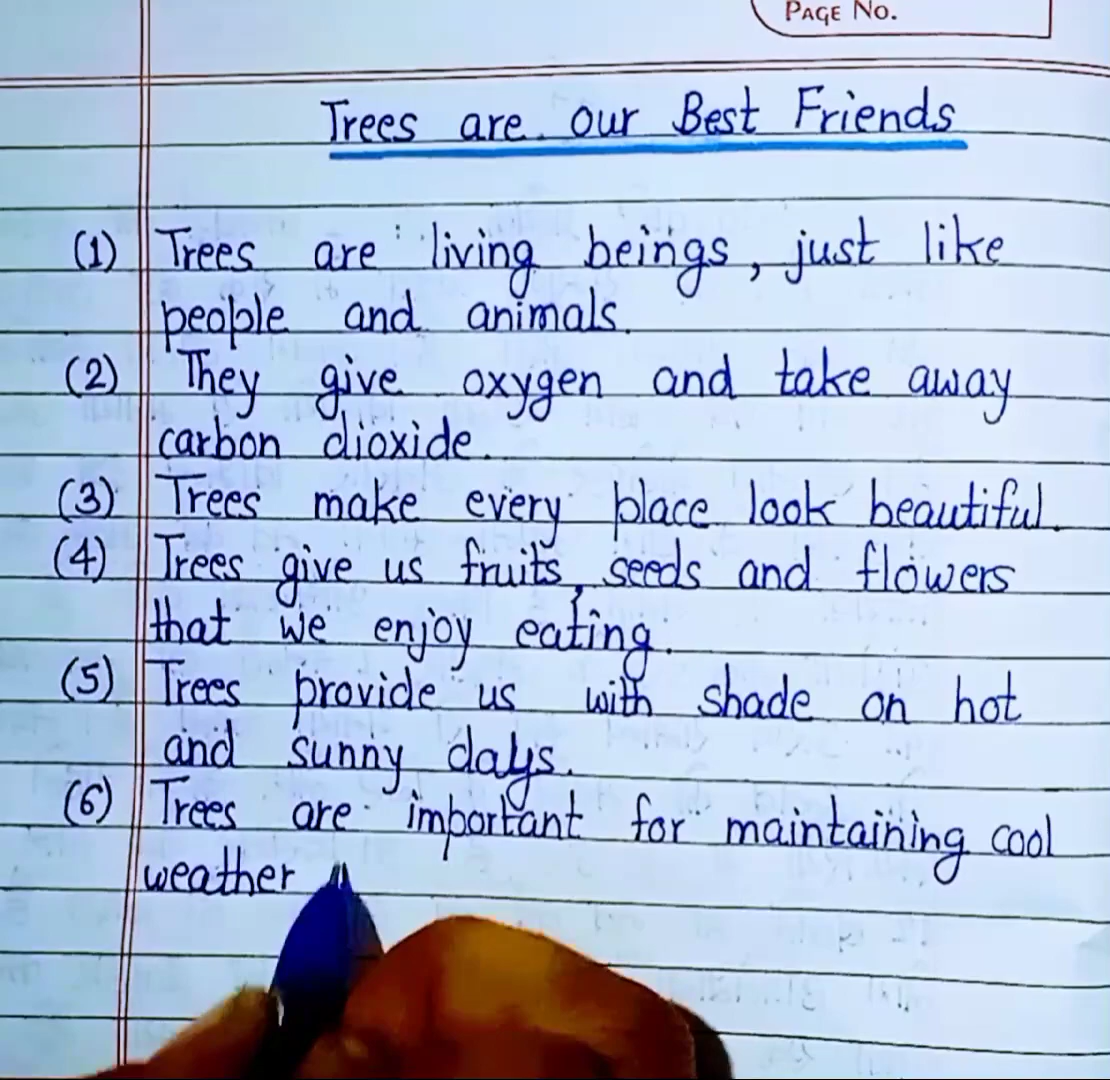 PAGE NO.
Trees are our Best Friends
(1) Trees are living beings, just like
people and animals.
(2) They give oxygen and take away
carbon dioxide.
(3) Trees make every place look beautiful.
(4) Trees give us fruits, seeds and flowers
that we enjoy eating.
(5) Trees provide us with shade on hot
and sunny days.
(6) Trees are important for maintaining cool
weather